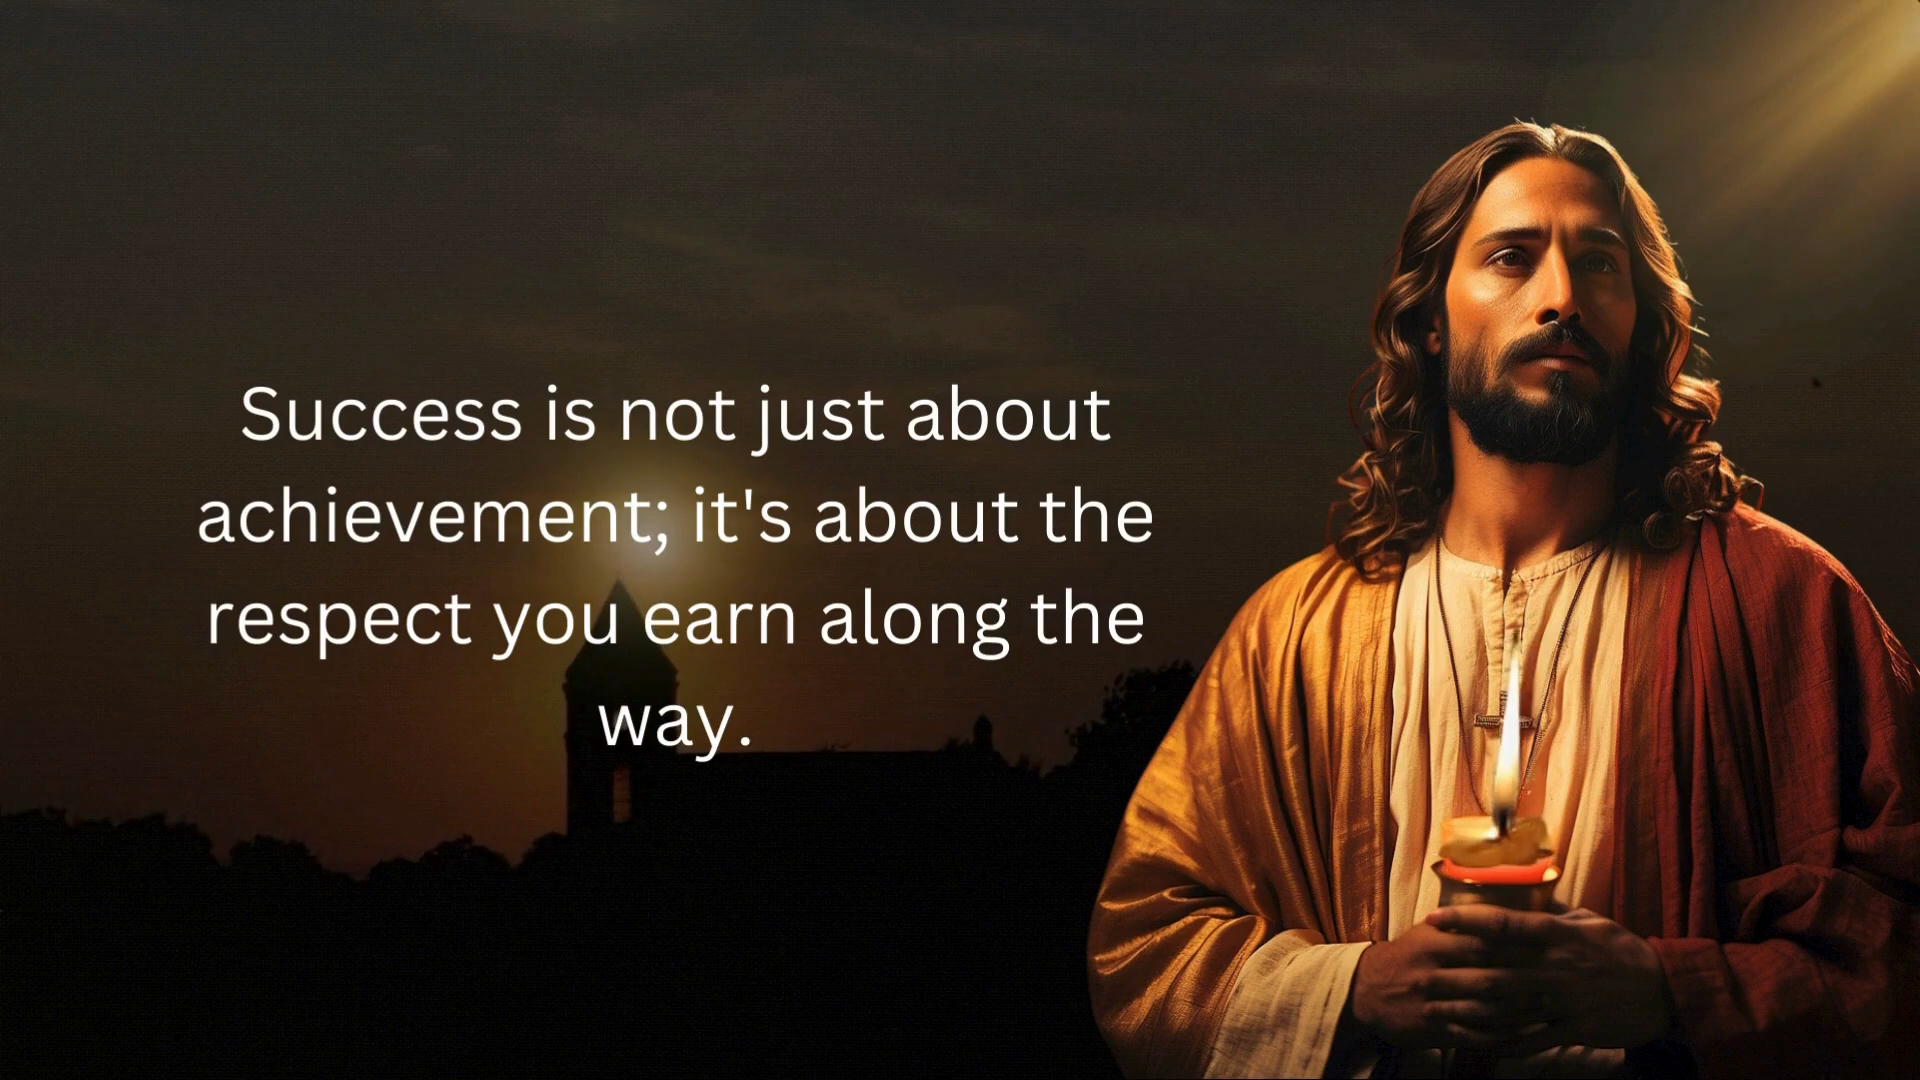 Success is not just about
achievement; it's about the
respect you earn along the
way.